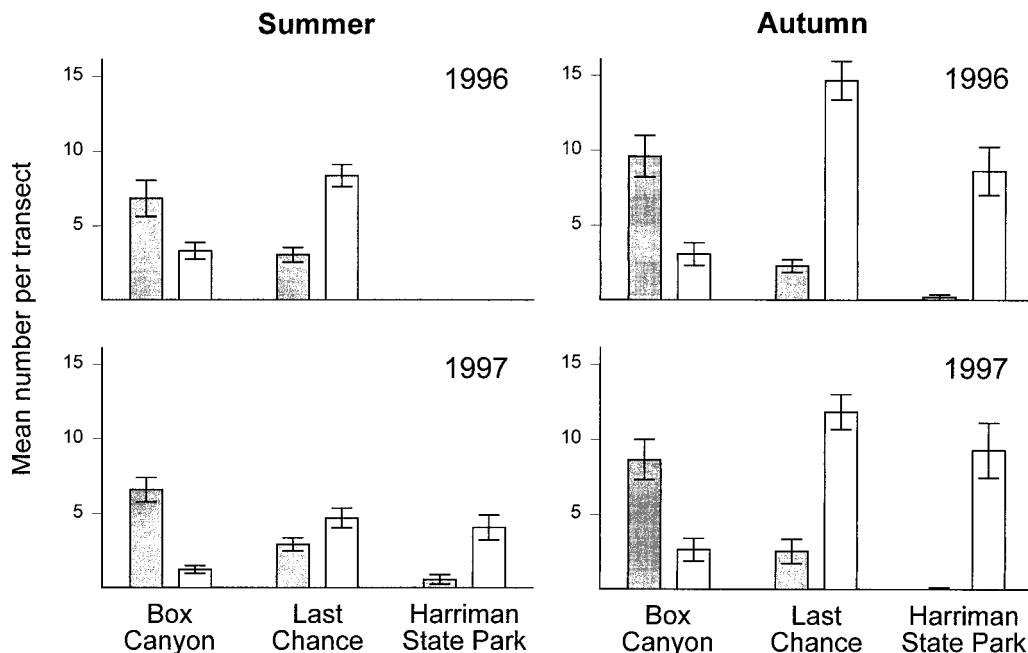 Summer
Autumn
Mean number per transect
15
10
5
1996
15
10
5
1996
15
10
5
1997
15
10
5
1997
Box
Canyon
Last
Chance
Harriman
State Park
Box
Canyon
Last
Chance
Harriman
State Park